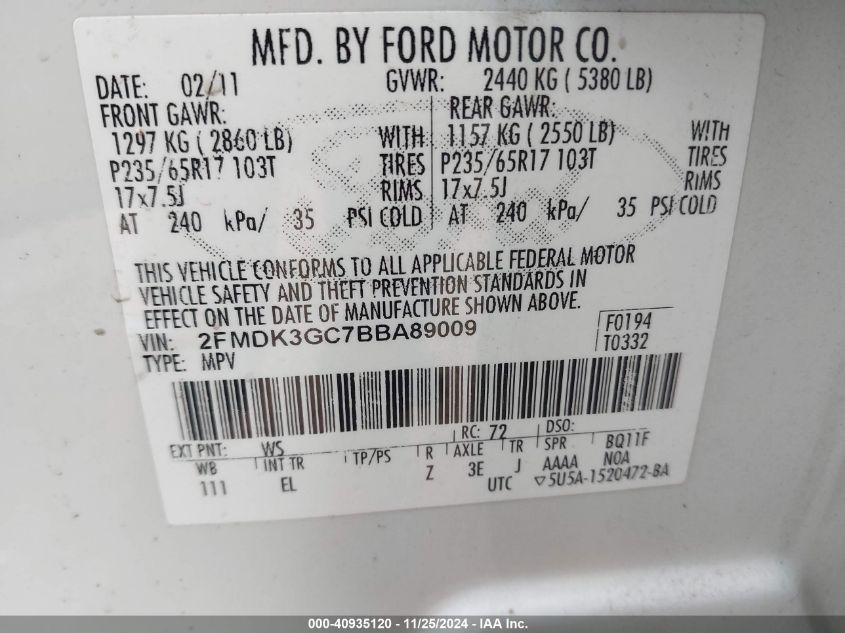 MFD. BY FORD MOTOR CO.
DATE: 02/11 GVWR: 2440 KG ( 5380 LB)
FRONT GAWR: REAR GAWR:
1297 KG ( 2860 LB) WITH 1157 KG ( 2550 LB) WITH
P235/65R17 103T TIRES P235/65R17 103T TIRES
17x7.5J RIMS 17x7.5J RIMS
AT 240 kPa/ 35 PSI COLD AT 240 kPa/ 35 PSI COLD
THIS VEHICLE CONFORMS TO ALL APPLICABLE FEDERAL MOTOR
VEHICLE SAFETY AND THEFT PREVENTION STANDARDS IN
EFFECT ON THE DATE OF MANUFACTURE SHOWN ABOVE.
VIN: 2FMDK3GC7BBA89009 F0194
TYPE: MPV T0332
EXT PNT: WS RC: 72 DSO:
WB INT TR TP/PS R AXLE TR SPR BQ11F
111 EL Z 3E J AAAA NOA
UTC ▽5U5A-1520472-BA
000-40935120 - 11/25/2024 - IAA Inc.